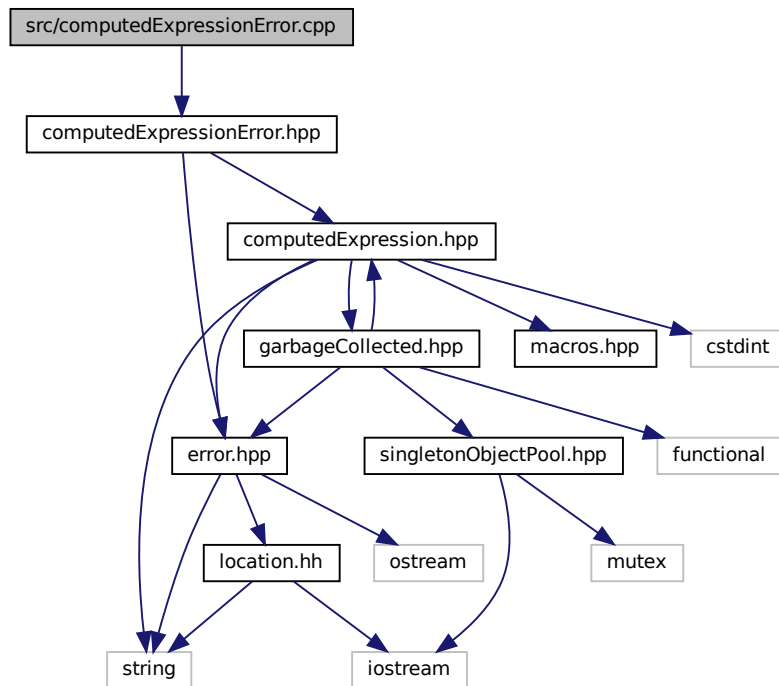 src/computedExpressionError.cpp
computedExpressionError.hpp
computedExpression.hpp
garbageCollected.hpp
macros.hpp
cstdint
error.hpp
singletonObjectPool.hpp
functional
location.hh
ostream
mutex
string
iostream